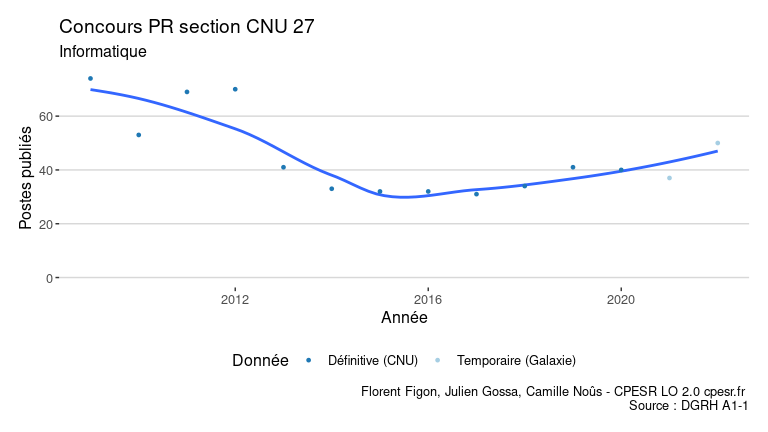 Concours PR section CNU 27
Informatique
Postes publiés
60
40
20
0
2012 2016 2020
Année
Donnée Définitive (CNU) Temporaire (Galaxie)
Florent Figon, Julien Gossa, Camille Noûs - CPESR LO 2.0 cpesr.fr
Source : DGRH A1-1